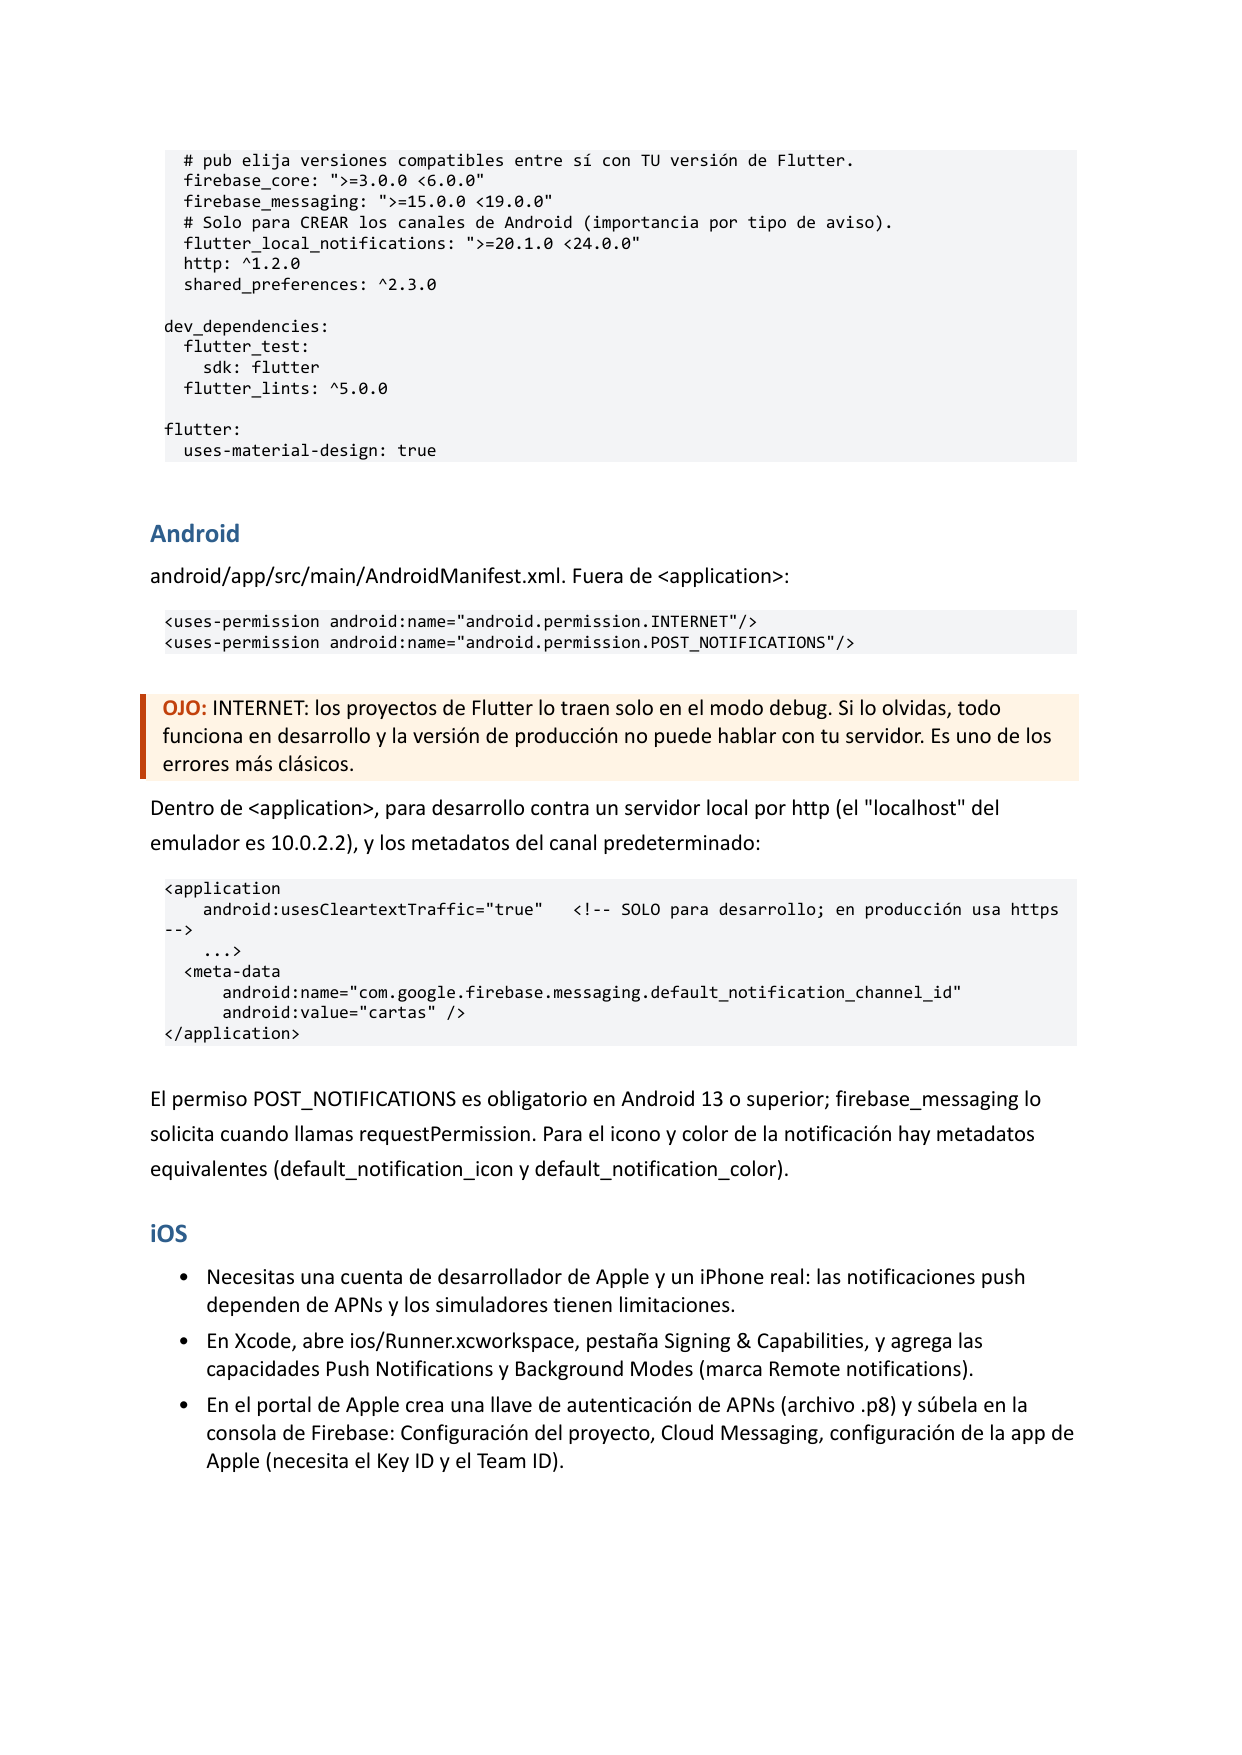 # pub elija versiones compatibles entre sí con TU versión de Flutter.
firebase_core: ">=3.0.0 <6.0.0"
firebase_messaging: ">=15.0.0 <19.0.0"
# Solo para CREAR los canales de Android (importancia por tipo de aviso).
flutter_local_notifications: ">=20.1.0 <24.0.0"
http: ^1.2.0
shared_preferences: ^2.3.0
dev_dependencies:
flutter_test:
sdk: flutter
flutter_lints: ^5.0.0
flutter:
uses-material-design: true
Android
android/app/src/main/AndroidManifest.xml. Fuera de <application>:
<uses-permission android:name="android.permission.INTERNET"/>
<uses-permission android:name="android.permission.POST_NOTIFICATIONS"/>
OJO: INTERNET: los proyectos de Flutter lo traen solo en el modo debug. Si lo olvidas, todo
funciona en desarrollo y la versión de producción no puede hablar con tu servidor. Es uno de los
errores más clásicos.
Dentro de <application>, para desarrollo contra un servidor local por http (el "localhost" del
emulador es 10.0.2.2), y los metadatos del canal predeterminado:
<application
android:usesCleartextTraffic="true"   <!-- SOLO para desarrollo; en producción usa https
-->
...>
<meta-data
android:name="com.google.firebase.messaging.default_notification_channel_id"
android:value="cartas" />
</application>
El permiso POST_NOTIFICATIONS es obligatorio en Android 13 o superior; firebase_messaging lo
solicita cuando llamas requestPermission. Para el icono y color de la notificación hay metadatos
equivalentes (default_notification_icon y default_notification_color).
iOS
• Necesitas una cuenta de desarrollador de Apple y un iPhone real: las notificaciones push
dependen de APNs y los simuladores tienen limitaciones.
• En Xcode, abre ios/Runner.xcworkspace, pestaña Signing & Capabilities, y agrega las
capacidades Push Notifications y Background Modes (marca Remote notifications).
• En el portal de Apple crea una llave de autenticación de APNs (archivo .p8) y súbela en la
consola de Firebase: Configuración del proyecto, Cloud Messaging, configuración de la app de
Apple (necesita el Key ID y el Team ID).